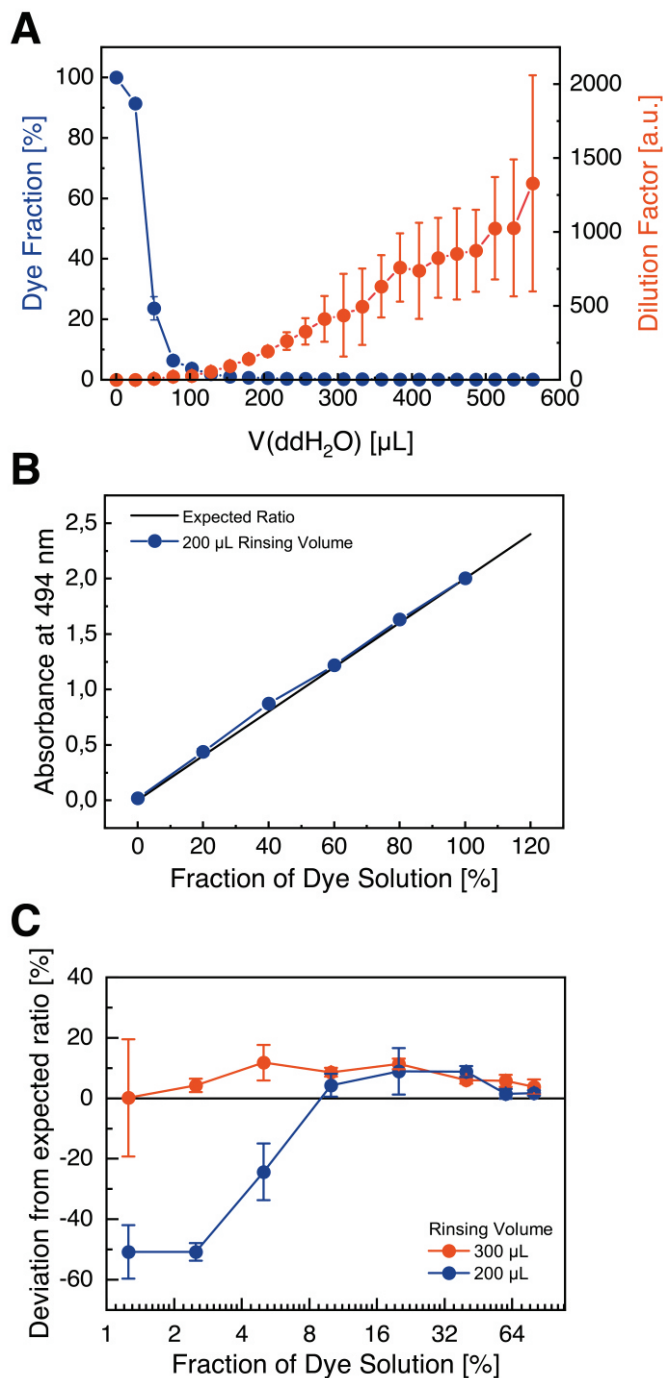 A
Dye Fraction [%]
100
80
60
40
20
0
2000
1500
1000
500
0
Dilution Factor [a.u.]
0 100 200 300 400 500 600
V(ddH₂O) [µL]
B
Absorbance at 494 nm
2,5
2,0
1,5
1,0
0,5
0,0
Expected Ratio
200 µL Rinsing Volume
0 20 40 60 80 100 120
Fraction of Dye Solution [%]
C
Deviation from expected ratio [%]
40
20
0
-20
-40
-60
Rinsing Volume
300 µL
200 µL
1 2 4 8 16 32 64
Fraction of Dye Solution [%]